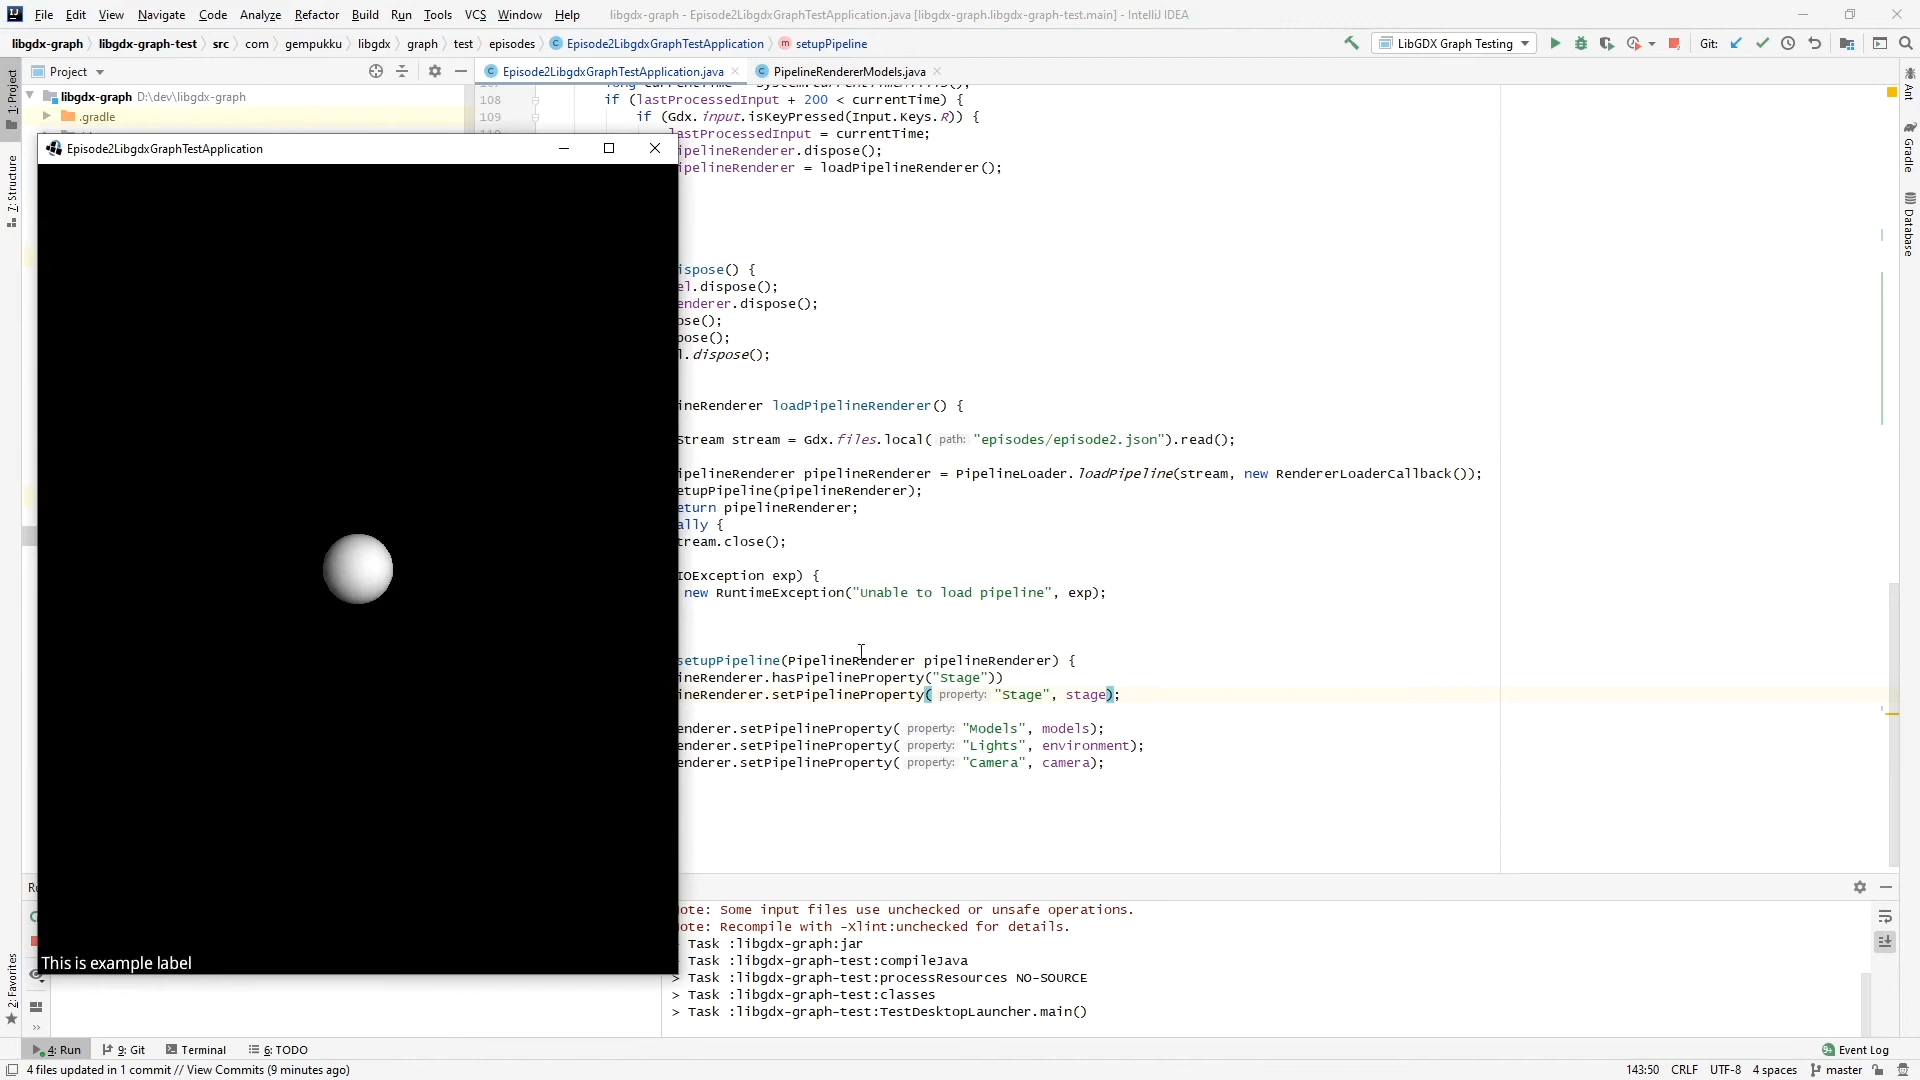 File Edit View Navigate Code Analyze Refactor Build Run Tools VCS Window Help libgdx-graph - Episode2LibgdxGraphTestApplication.java [libgdx-graph.libgdx-graph-test.main] - IntelliJ IDEA
libgdx-graph libgdx-graph-test src com gempukku libgdx graph test episodes Episode2LibgdxGraphTestApplication setupPipeline LibGDX Graph Testing Git:
Project Episode2LibgdxGraphTestApplication.java PipelineRendererModels.java
libgdx-graph D:\dev\libgdx-graph
.gradle
108 if (lastProcessedInput + 200 < currentTime) {
109 if (Gdx.input.isKeyPressed(Input.Keys.R)) {
lastProcessedInput = currentTime;
Episode2LibgdxGraphTestApplication
ipelineRenderer.dispose();
ipelineRenderer = loadPipelineRenderer();
ispose() {
el.dispose();
enderer.dispose();
ose();
pose();
l.dispose();
ineRenderer loadPipelineRenderer() {
Stream stream = Gdx.files.local( path: "episodes/episode2.json").read();
ipelineRenderer pipelineRenderer = PipelineLoader.loadPipeline(stream, new RendererLoaderCallback());
etupPipeline(pipelineRenderer);
eturn pipelineRenderer;
ally {
tream.close();
IOException exp) {
new RuntimeException("Unable to load pipeline", exp);
setupPipeline(PipelineRenderer pipelineRenderer) {
ineRenderer.hasPipelineProperty("Stage"))
ineRenderer.setPipelineProperty( property: "Stage", stage);
enderer.setPipelineProperty( property: "Models", models);
enderer.setPipelineProperty( property: "Lights", environment);
enderer.setPipelineProperty( property: "Camera", camera);
This is example label
ote: Some input files use unchecked or unsafe operations.
ote: Recompile with -Xlint:unchecked for details.
> Task :libgdx-graph:jar
> Task :libgdx-graph-test:compileJava
> Task :libgdx-graph-test:processResources NO-SOURCE
> Task :libgdx-graph-test:classes
> Task :libgdx-graph-test:TestDesktopLauncher.main()
1: Project
7: Structure
2: Favorites
Ant
Gradle
Database
4: Run 9: Git Terminal 6: TODO Event Log
4 files updated in 1 commit // View Commits (9 minutes ago) 143:50 CRLF UTF-8 4 spaces master